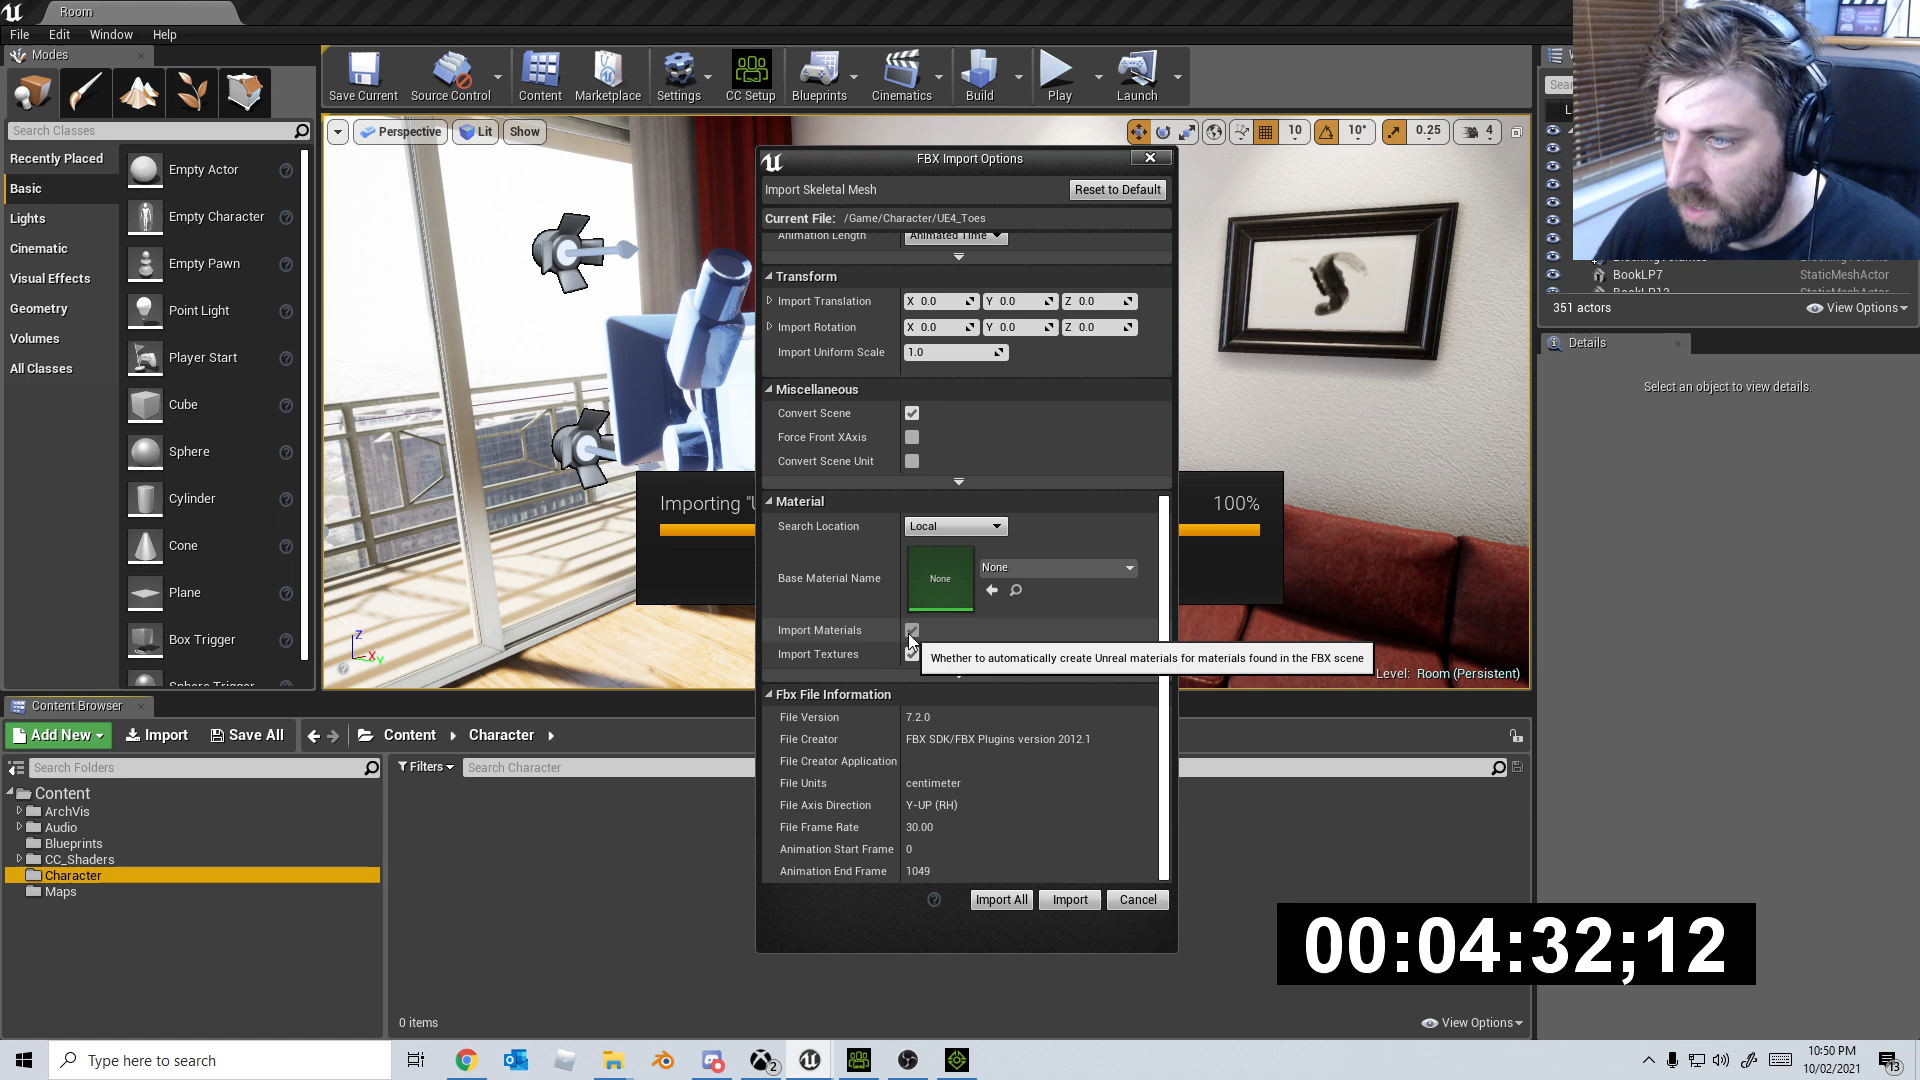 Room
File Edit Window Help
Modes
Save Current Source Control Content Marketplace Settings CC Setup Blueprints Cinematics Build Play Launch
Search Classes
Perspective Lit Show
10 10° 0.25 4
Recently Placed
Basic
Lights
Cinematic
Visual Effects
Geometry
Volumes
All Classes
Empty Actor
Empty Character
Empty Pawn
Point Light
Player Start
Cube
Sphere
Cylinder
Cone
Plane
Box Trigger
Sphere Trigger
FBX Import Options
Import Skeletal Mesh Reset to Default
Current File: /Game/Character/UE4_Toes
Animation Length Animated Time
Transform
Import Translation X 0.0 Y 0.0 Z 0.0
Import Rotation X 0.0 Y 0.0 Z 0.0
Import Uniform Scale 1.0
Miscellaneous
Convert Scene
Force Front XAxis
Convert Scene Unit
Importing "U 100%
Material
Search Location Local
Base Material Name None None
Import Materials
Import Textures
Whether to automatically create Unreal materials for materials found in the FBX scene
Fbx File Information
File Version 7.2.0
File Creator FBX SDK/FBX Plugins version 2012.1
File Creator Application
File Units centimeter
File Axis Direction Y-UP (RH)
File Frame Rate 30.00
Animation Start Frame 0
Animation End Frame 1049
Import All Import Cancel
Z X Y
Level: Room (Persistent)
BookLP7 StaticMeshActor
BookLP13 StaticMeshActor
351 actors View Options
Details
Select an object to view details.
Content Browser
Add New Import Save All Content Character
Search Folders
Filters Search Character
Content
ArchVis
Audio
Blueprints
CC_Shaders
Character
Maps
0 items View Options
00:04:32;12
Type here to search
2
10:50 PM
10/02/2021
13